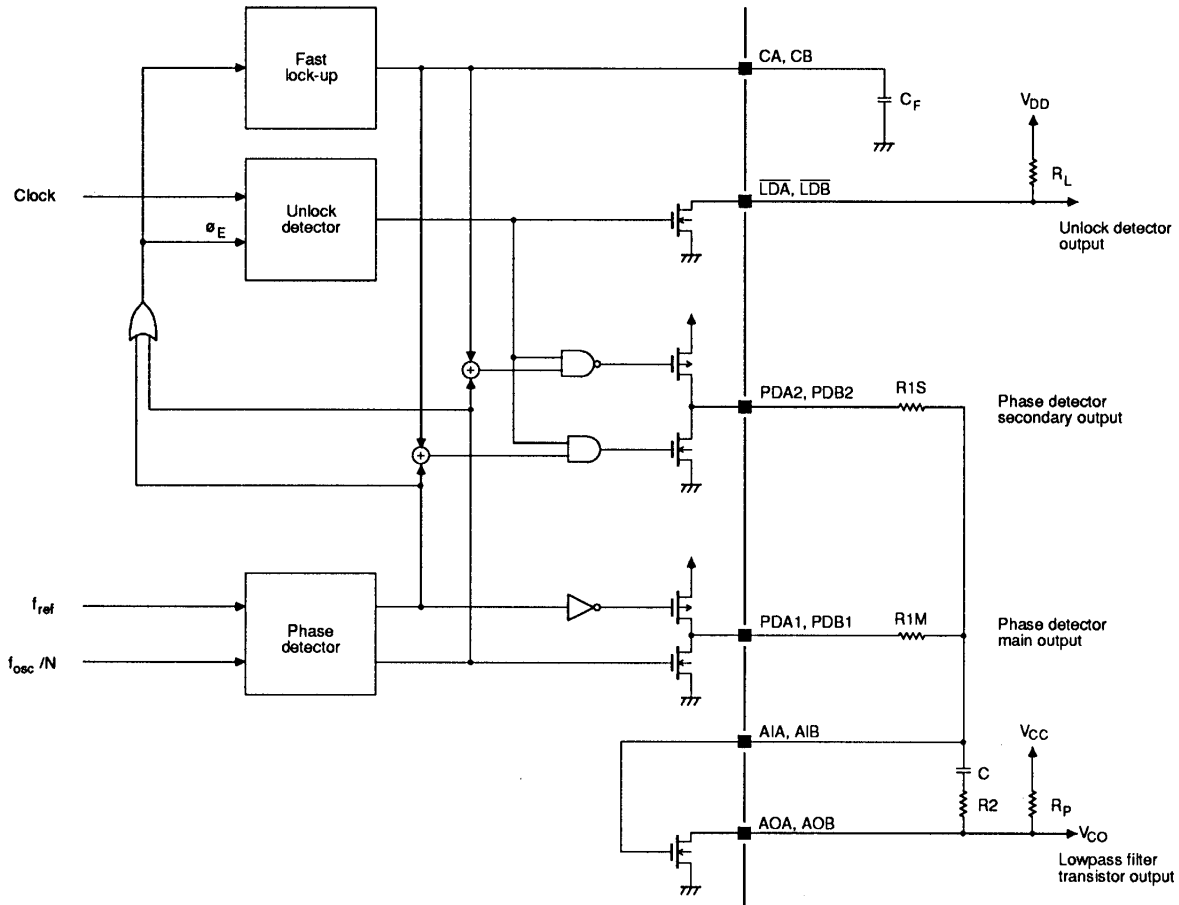 Fast
lock-up
CA, CB
C_F
V_DD
R_L
Clock
Unlock
detector
ø_E
L̅D̅A̅, L̅D̅B̅
Unlock detector
output
+
+
PDA2, PDB2
R1S
Phase detector
secondary output
f_ref
f_osc /N
Phase
detector
PDA1, PDB1
R1M
Phase detector
main output
AIA, AIB
V_CC
C
R2
R_P
AOA, AOB
V_CO
Lowpass filter
transistor output